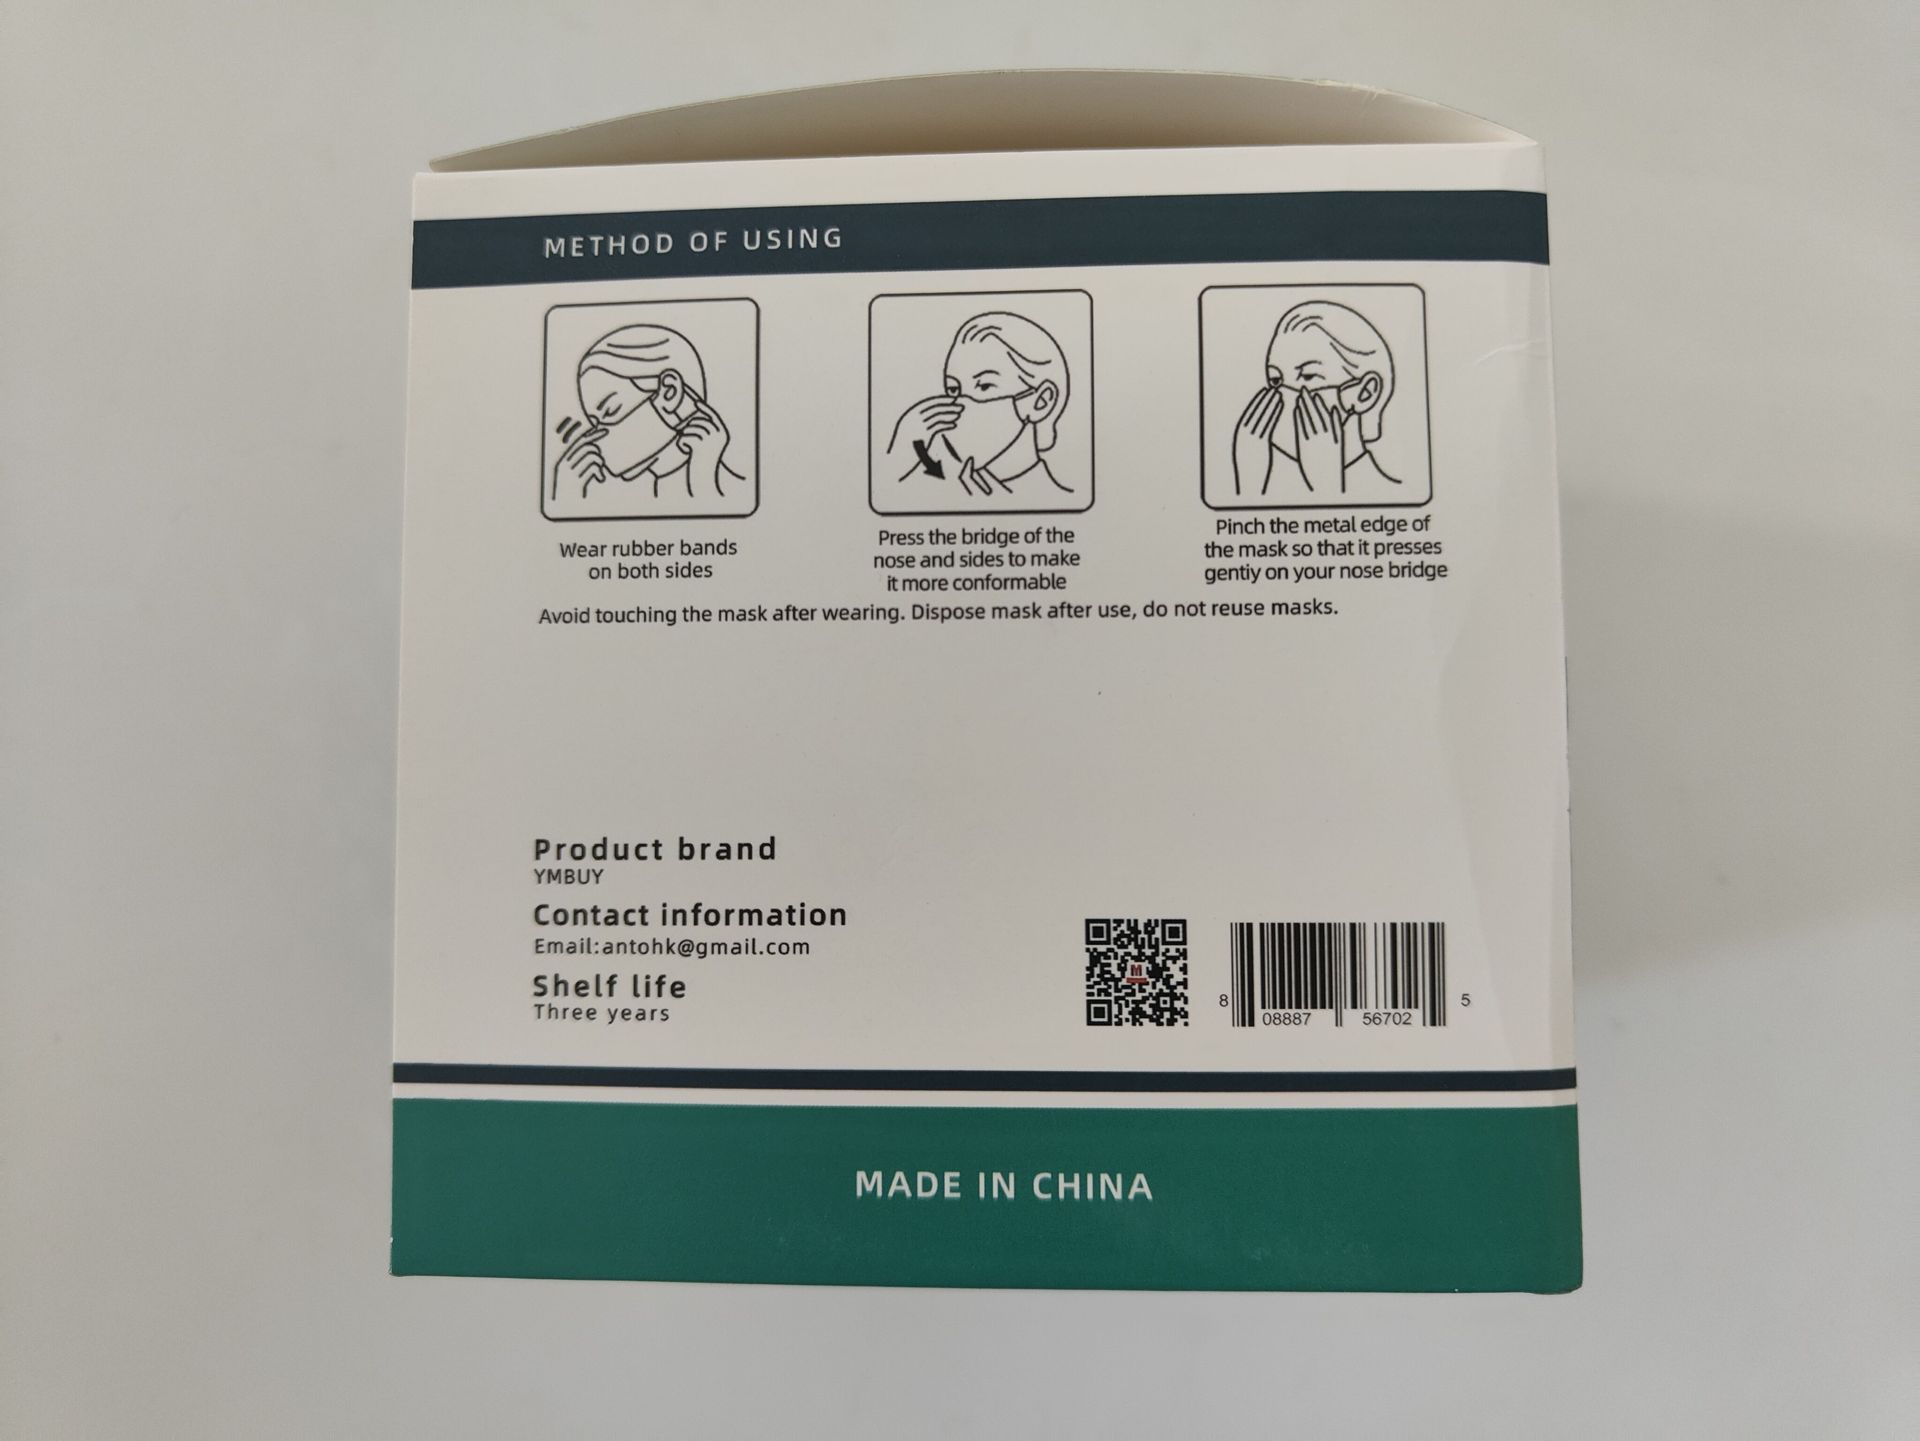 METHOD OF USING
Wear rubber bands
on both sides
Press the bridge of the
nose and sides to make
it more conformable
Pinch the metal edge of
the mask so that it presses
gentiy on your nose bridge
Avoid touching the mask after wearing. Dispose mask after use, do not reuse masks.
Product brand
YMBUY
Contact information
Email:antohk@gmail.com
Shelf life
Three years
M
8 08887 56702 5
MADE IN CHINA